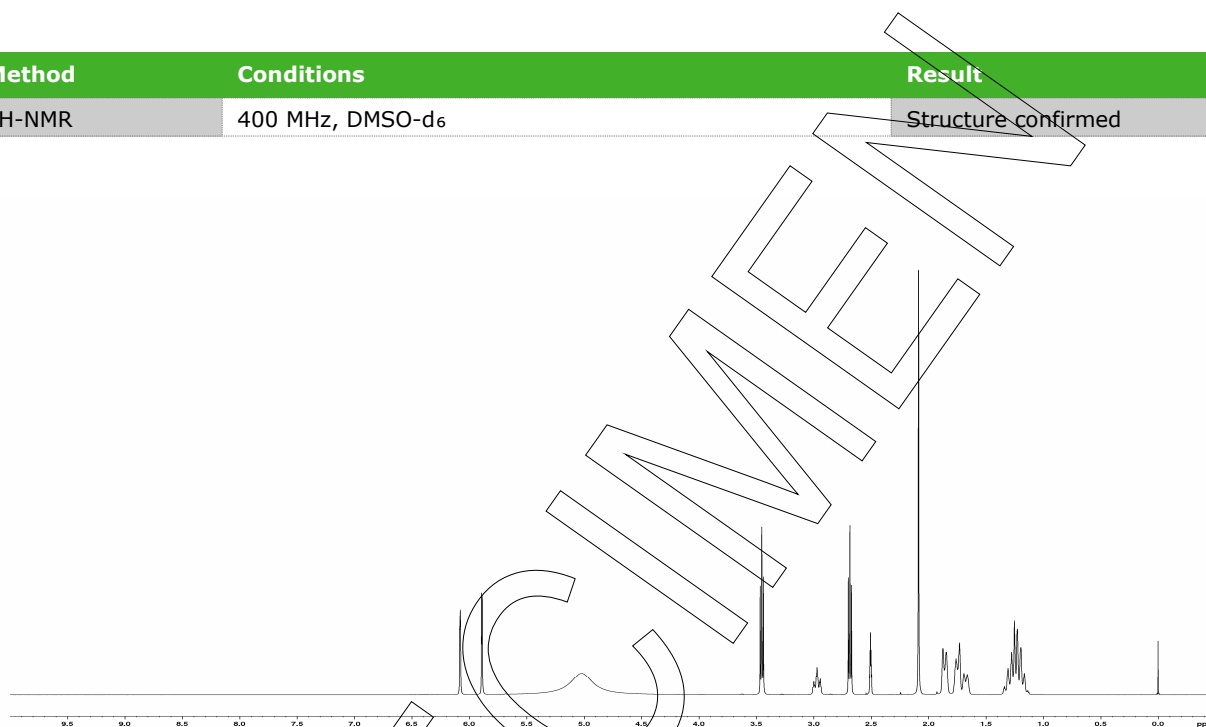 Method Conditions Result
H-NMR 400 MHz, DMSO-d₆ Structure confirmed
CIMEN
9.5 9.0 8.5 8.0 7.5 7.0 6.5 6.0 5.5 5.0 4.5 4.0 3.5 3.0 2.5 2.0 1.5 1.0 0.5 0.0 pp